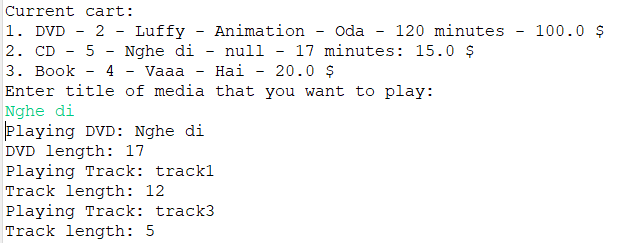 Current cart:
1. DVD - 2 - Luffy - Animation - Oda - 120 minutes - 100.0 $
2. CD - 5 - Nghe di - null - 17 minutes: 15.0 $
3. Book - 4 - Vaaa - Hai - 20.0 $
Enter title of media that you want to play:
Nghe di
Playing DVD: Nghe di
DVD length: 17
Playing Track: track1
Track length: 12
Playing Track: track3
Track length: 5